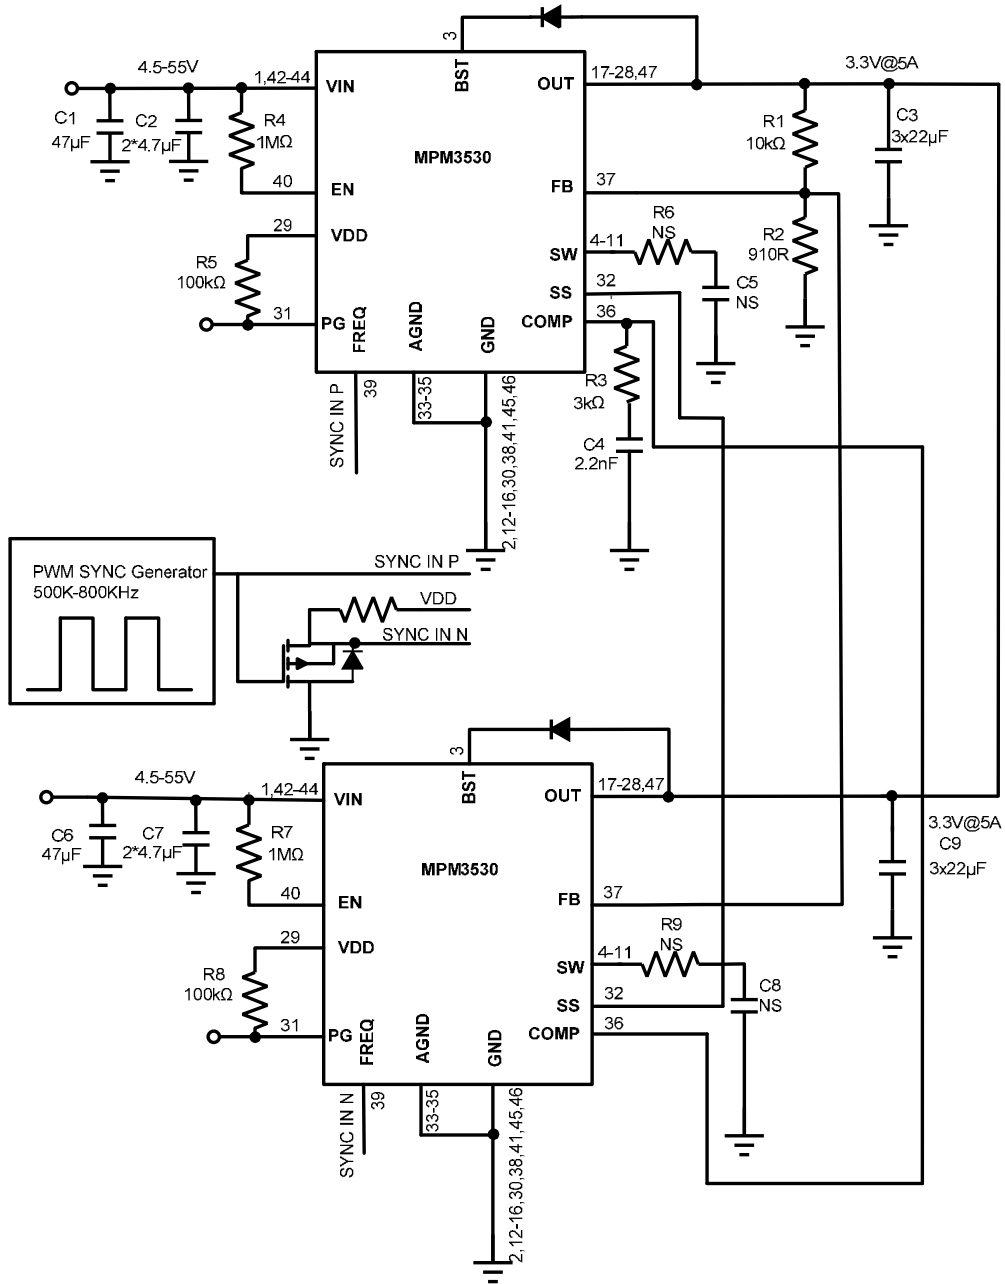 3
4.5-55V
1,42-44
VIN
BST
OUT
17-28,47
3.3V@5A
C1
47µF
C2
2*4.7µF
R4
1MΩ
MPM3530
R1
10kΩ
C3
3x22µF
40
EN
FB
37
29
VDD
R6
NS
R2
910R
SW
4-11
R5
100kΩ
C5
NS
SS
32
31
PG
FREQ
AGND
GND
COMP
36
R3
3kΩ
SYNC IN P
39
33-35
2,12-16,30,38,41,45,46
C4
2.2nF
PWM SYNC Generator
500K-800KHz
SYNC IN P
VDD
SYNC IN N
3
4.5-55V
1,42-44
VIN
BST
OUT
17-28,47
3.3V@5A
C6
47µF
C7
2*4.7µF
R7
1MΩ
MPM3530
C9
3x22µF
40
EN
FB
37
29
VDD
R9
NS
SW
4-11
R8
100kΩ
C8
NS
SS
32
31
PG
FREQ
AGND
GND
COMP
36
SYNC IN N
39
33-35
2,12-16,30,38,41,45,46